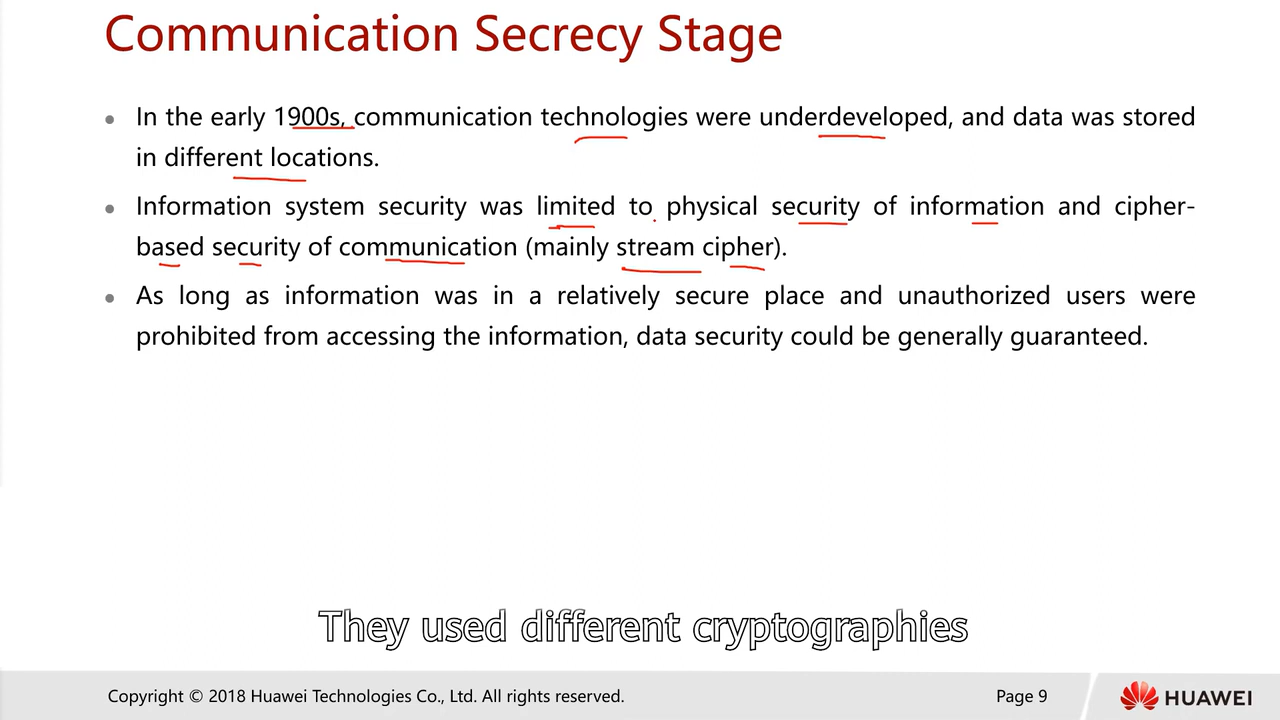 Communication Secrecy Stage
• In the early 1900s, communication technologies were underdeveloped, and data was stored
in different locations.
• Information system security was limited to physical security of information and cipher-
based security of communication (mainly stream cipher).
• As long as information was in a relatively secure place and unauthorized users were
prohibited from accessing the information, data security could be generally guaranteed.
They used different cryptographies
Copyright © 2018 Huawei Technologies Co., Ltd. All rights reserved.
Page 9
HUAWEI